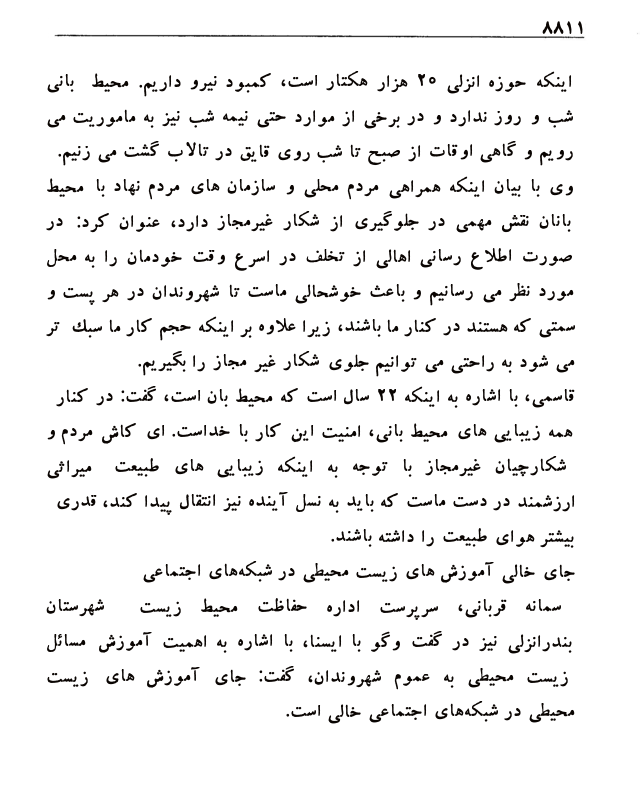 ۸۸۱۱
اینکه حوزه انزلی ۲۵ هزار هکتار است، کمبود نیرو داریم. محیط بانی
شب و روز ندارد و در برخی از موارد حتی نیمه شب نیز به ماموریت می
رویم و گاهی اوقات از صبح تا شب روی قایق در تالاب گشت می زنیم.
وی با بیان اینکه همراهی مردم محلی و سازمان های مردم نهاد با محیط
بانان نقش مهمی در جلوگیری از شکار غیرمجاز دارد، عنوان کرد: در
صورت اطلاع رسانی اهالی از تخلف در اسرع وقت خودمان را به محل
مورد نظر می رسانیم و باعث خوشحالی ماست تا شهروندان در هر پست و
سمتی که هستند در کنار ما باشند، زیرا علاوه بر اینکه حجم کار ما سبك تر
می شود به راحتی می توانیم جلوی شکار غیر مجاز را بگیریم.
قاسمی، با اشاره به اینکه ۲۲ سال است که محیط بان است، گفت: در کنار
همه زیبایی های محیط بانی، امنیت این کار با خداست. ای کاش مردم و
شکارچیان غیرمجاز با توجه به اینکه زیبایی های طبیعت میراثی
ارزشمند در دست ماست که باید به نسل آینده نیز انتقال پیدا کند، قدری
بیشتر هوای طبیعت را داشته باشند.
جای خالی آموزش های زیست محیطی در شبکه‌های اجتماعی
سمانه قربانی، سرپرست اداره حفاظت محیط زیست شهرستان
بندرانزلی نیز در گفت وگو با ایسنا، با اشاره به اهمیت آموزش مسائل
زیست محیطی به عموم شهروندان، گفت: جای آموزش های زیست
محیطی در شبکه‌های اجتماعی خالی است.